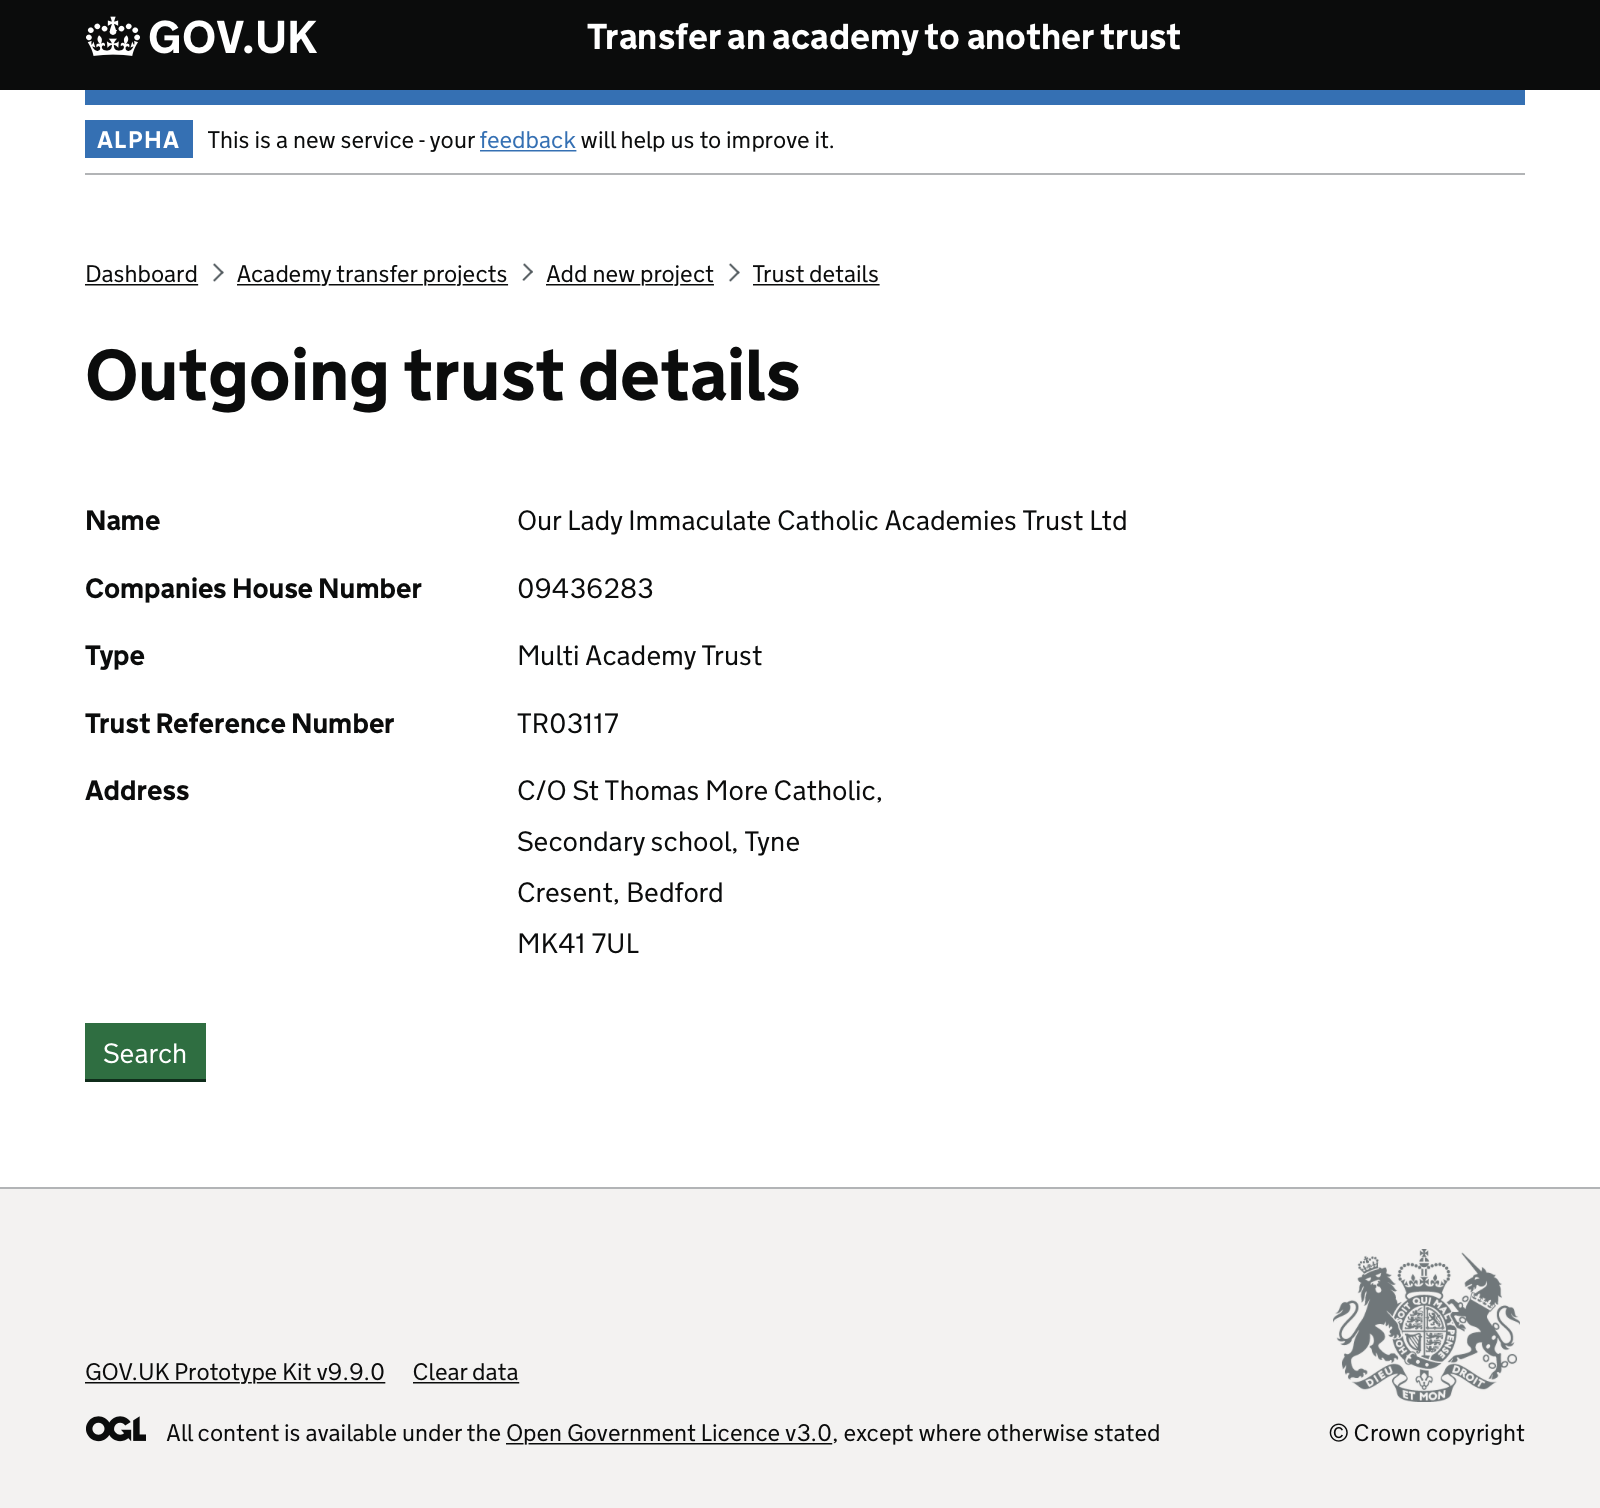 GOV.UK Transfer an academy to another trust
ALPHA This is a new service - your feedback will help us to improve it.
Dashboard Academy transfer projects Add new project Trust details
Outgoing trust details
Name Our Lady Immaculate Catholic Academies Trust Ltd
Companies House Number 09436283
Type Multi Academy Trust
Trust Reference Number TR03117
Address C/O St Thomas More Catholic,
Secondary school, Tyne
Cresent, Bedford
MK41 7UL
Search
GOV.UK Prototype Kit v9.9.0 Clear data
DIEU ET MON DROIT
OGL All content is available under the Open Government Licence v3.0, except where otherwise stated
© Crown copyright